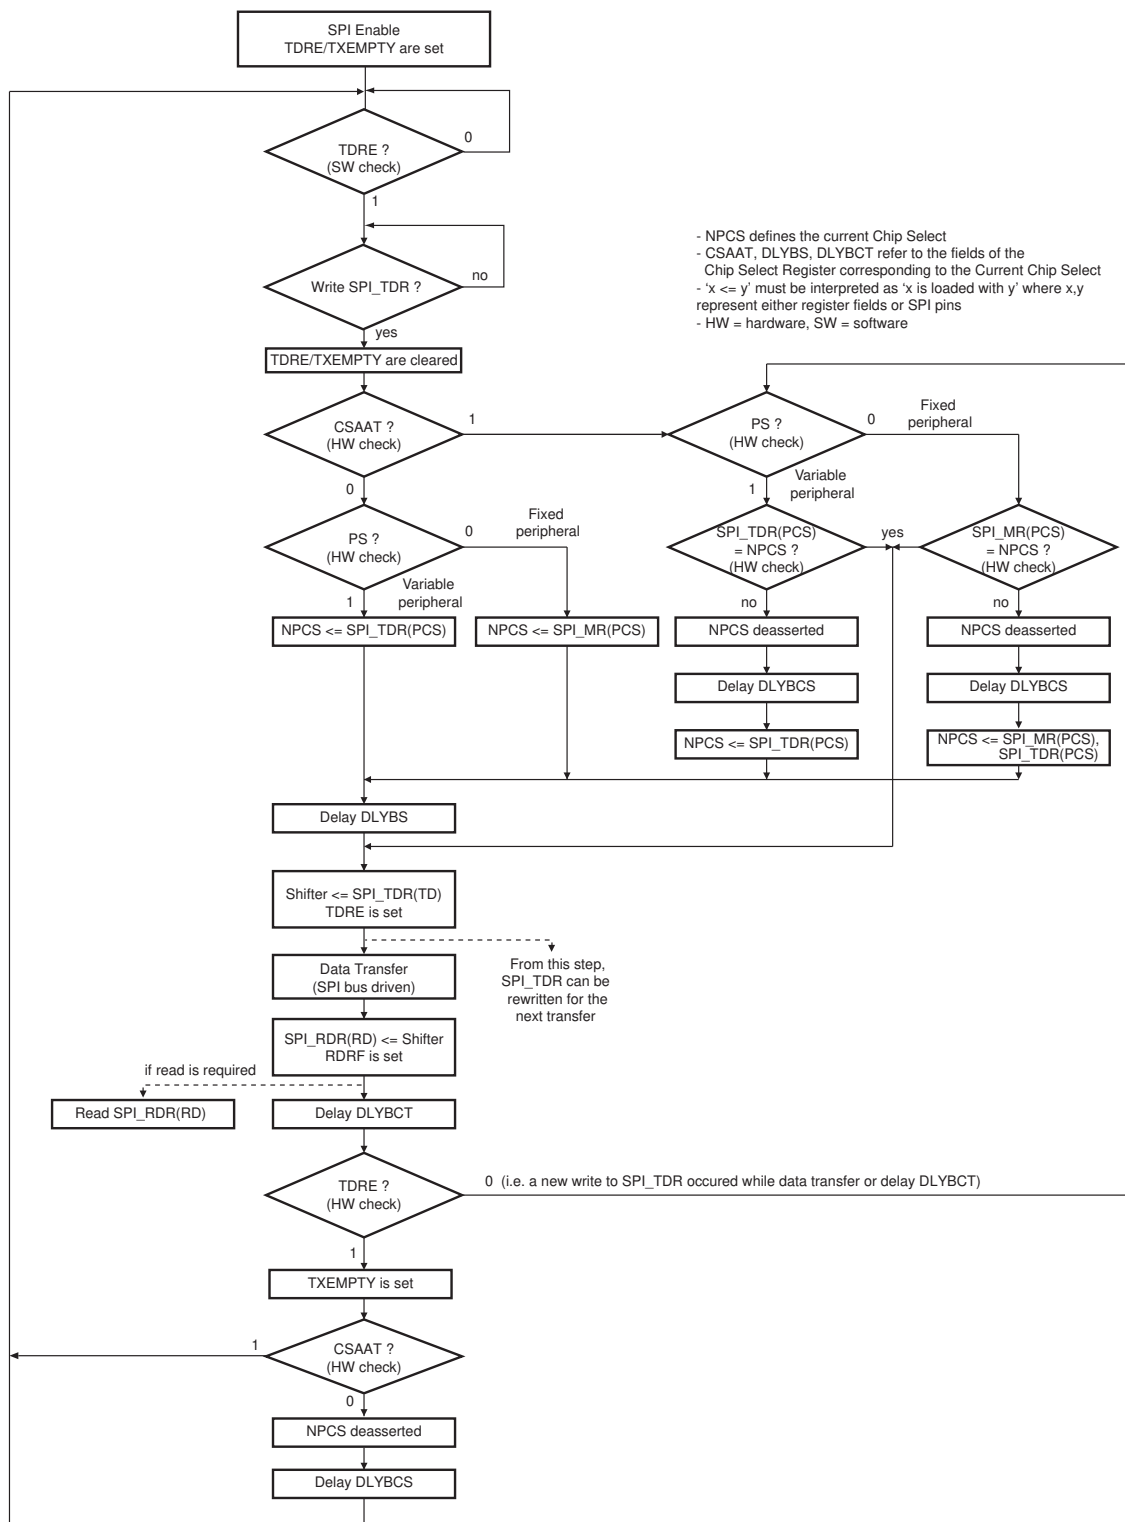 SPI Enable
TDRE/TXEMPTY are set
TDRE ?
(SW check)
0
1
Write SPI_TDR ?
no
yes
- NPCS defines the current Chip Select
- CSAAT, DLYBS, DLYBCT refer to the fields of the
Chip Select Register corresponding to the Current Chip Select
- ‘x <= y’ must be interpreted as ‘x is loaded with y’ where x,y
represent either register fields or SPI pins
- HW = hardware, SW = software
TDRE/TXEMPTY are cleared
CSAAT ?
(HW check)
1
0
PS ?
(HW check)
0
Fixed
peripheral
1
Variable
peripheral
PS ?
(HW check)
0
Fixed
peripheral
1
Variable
peripheral
SPI_TDR(PCS)
= NPCS ?
(HW check)
yes
no
SPI_MR(PCS)
= NPCS ?
(HW check)
no
NPCS <= SPI_TDR(PCS)
NPCS <= SPI_MR(PCS)
NPCS deasserted
NPCS deasserted
Delay DLYBCS
Delay DLYBCS
NPCS <= SPI_TDR(PCS)
NPCS <= SPI_MR(PCS),
SPI_TDR(PCS)
Delay DLYBS
Shifter <= SPI_TDR(TD)
TDRE is set
Data Transfer
(SPI bus driven)
From this step,
SPI_TDR can be
rewritten for the
next transfer
SPI_RDR(RD) <= Shifter
RDRF is set
if read is required
Read SPI_RDR(RD)
Delay DLYBCT
TDRE ?
(HW check)
0 (i.e. a new write to SPI_TDR occured while data transfer or delay DLYBCT)
1
TXEMPTY is set
CSAAT ?
(HW check)
1
0
NPCS deasserted
Delay DLYBCS